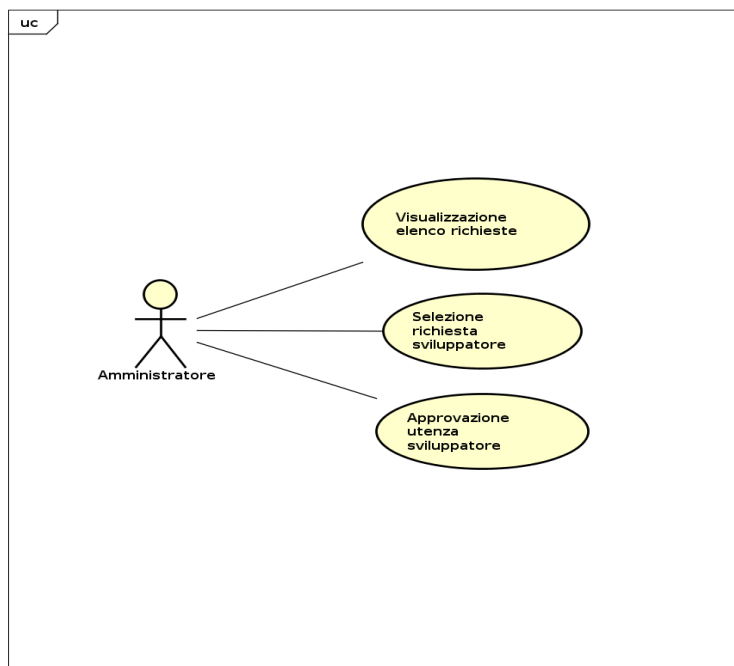 uc
Visualizzazione
elenco richieste
Selezione
richiesta
sviluppatore
Amministratore
Approvazione
utenza
sviluppatore